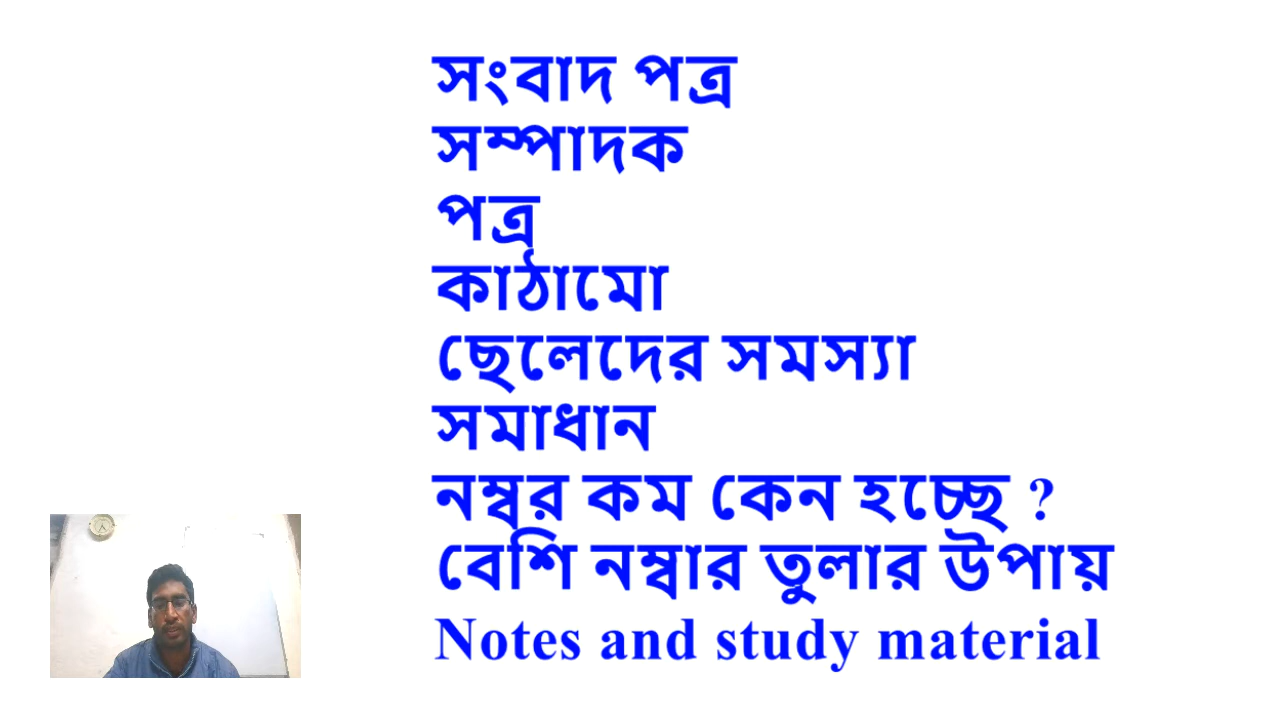 সংবাদ পত্র
সম্পাদক
পত্র
কাঠামো
ছেলেদের সমস্যা
সমাধান
নম্বর কম কেন হচ্ছে ?
বেশি নম্বার তুলার উপায়
Notes and study material